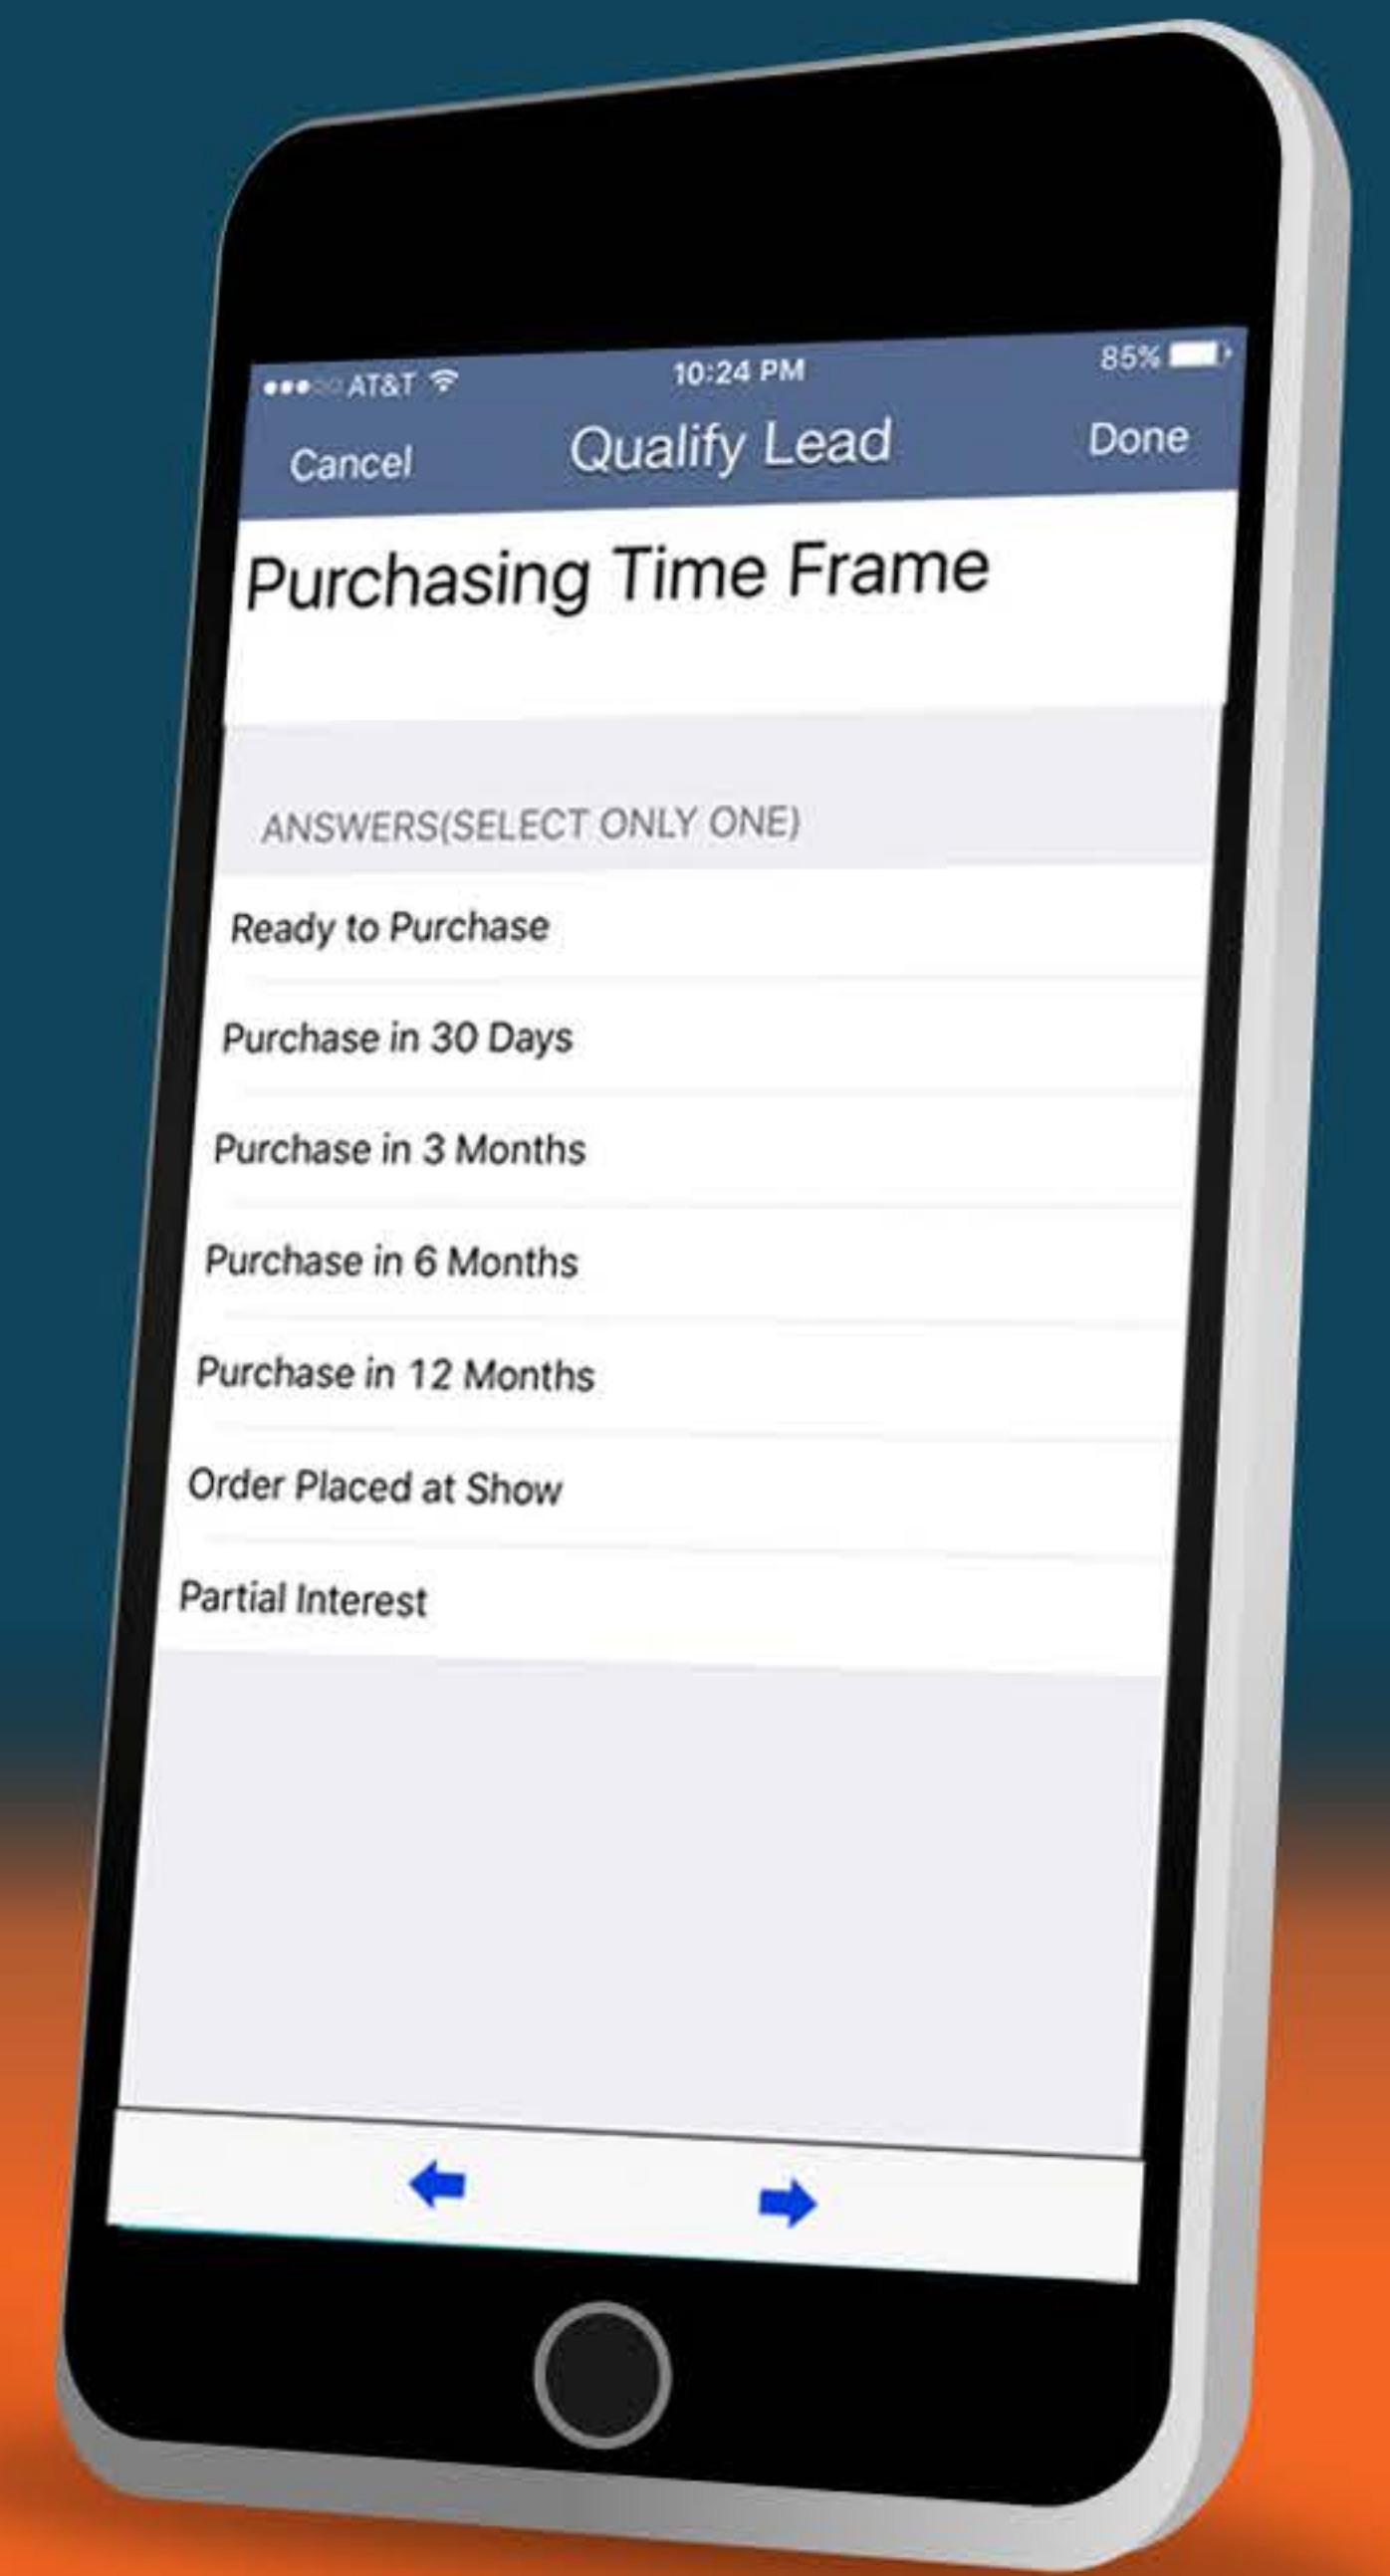 AT&T 10:24 PM 85%
Cancel Qualify Lead Done
Purchasing Time Frame
ANSWERS(SELECT ONLY ONE)
Ready to Purchase
Purchase in 30 Days
Purchase in 3 Months
Purchase in 6 Months
Purchase in 12 Months
Order Placed at Show
Partial Interest